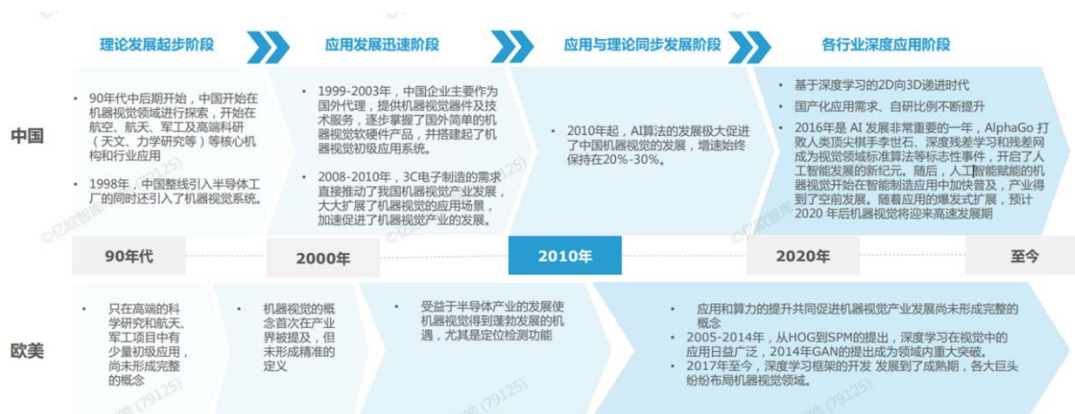 理论发展起步阶段
应用发展迅速阶段
应用与理论同步发展阶段
各行业深度应用阶段
中国
• 90年代中后期开始，中国开始在
机器视觉领域进行探索，开始在
航空、航天、军工及高端科研
（天文、力学研究等）等核心机
构和行业应用
• 1998年，中国整线引入半导体工
厂的同时还引入了机器视觉系统。
• 1999-2003年，中国企业主要作为
国外代理，提供机器视觉器件及技
术服务，逐步掌握了国外简单的机
器视觉软硬件产品，并搭建起了机
器视觉初级应用系统。
• 2008-2010年，3C电子制造的需求
直接推动了我国机器视觉产业发展，
大大扩展了机器视觉的应用场景，
加速促进了机器视觉产业的发展。
• 2010年起，AI算法的发展极大促进
了中国机器视觉的发展，增速始终
保持在20%-30%。
• 基于深度学习的2D向3D递进时代
• 国产化应用需求、自研比例不断提升
• 2016年是 AI 发展非常重要的一年，AlphaGo 打
败人类顶尖棋手李世石、深度残差学习和残差网
成为视觉领域标准算法等标志性事件，开启了人
工智能发展的新纪元。随后，人工智能赋能的机
器视觉开始在智能制造应用中加快普及，产业得
到了空前发展。随着应用的爆发式扩展，预计
2020 年后机器视觉将迎来高速发展期
90年代
2000年
2010年
2020年
至今
欧美
• 只在高端的科
学研究和航天、
军工项目中有
少量初级应用，
尚未形成完整
的概念
• 机器视觉的概
念首次在产业
界被提及，但
未形成精准的
定义
• 受益于半导体产业的发展使
机器视觉得到蓬勃发展的机
遇，尤其是定位检测功能
• 应用和算力的提升共同促进机器视觉产业发展尚未形成完整的
概念
• 2005-2014年，从HOG到SPM的提出，深度学习在视觉中的
应用日益广泛，2014年GAN的提出成为领域内重大突破。
• 2017年至今，深度学习框架的开发 发展到了成熟期，各大巨头
纷纷布局机器视觉领域。
©亿欧智库
(79125)